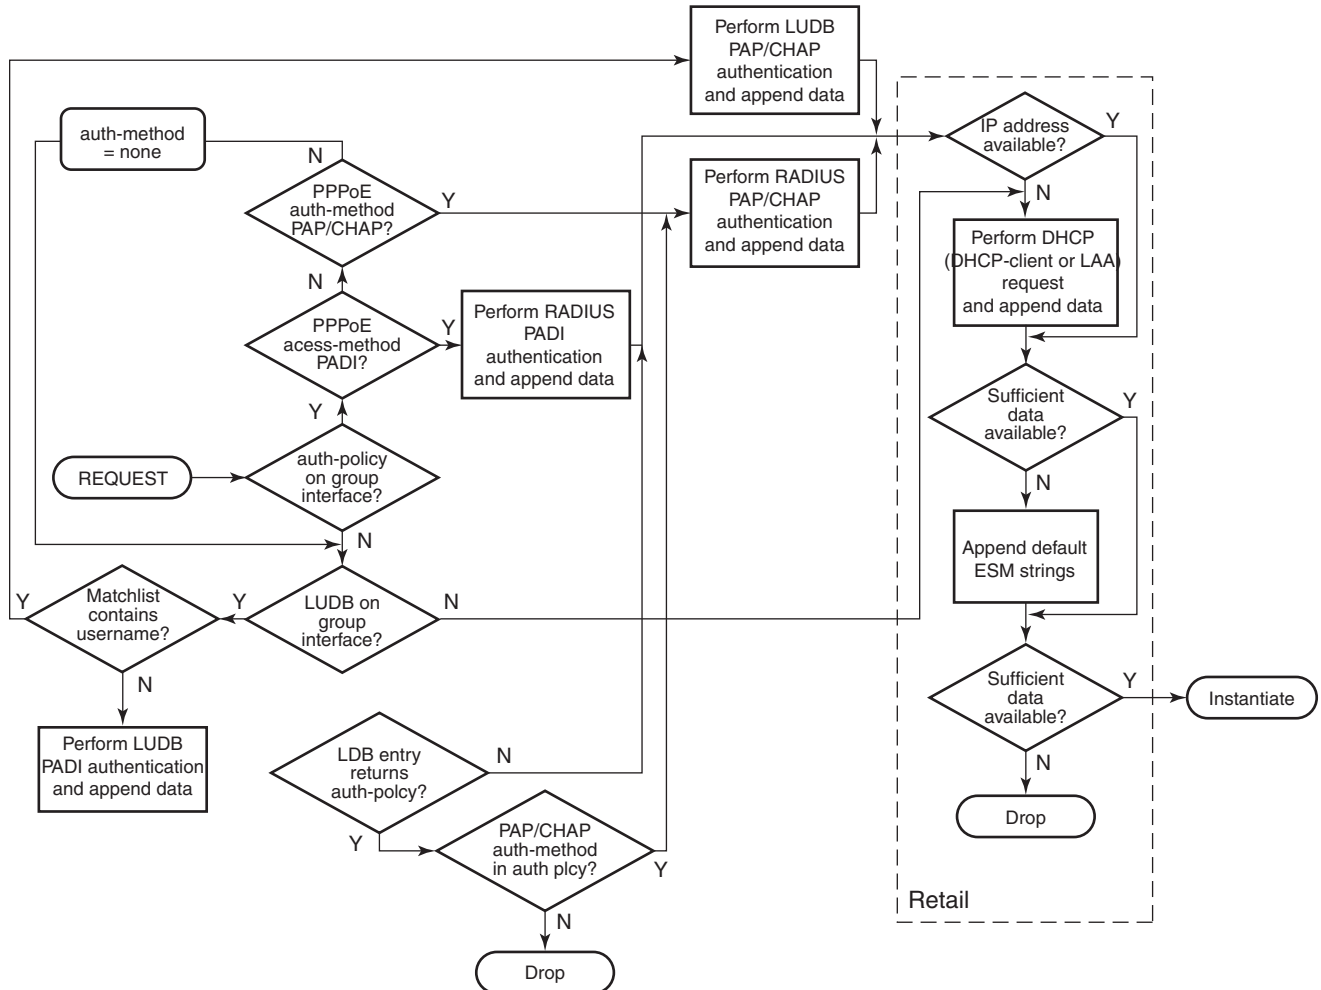 Perform LUDB
PAP/CHAP
authentication
and append data
auth-method
= none
N
PPPoE
auth-method
PAP/CHAP?
Y
Perform RADIUS
PAP/CHAP
authentication
and append data
IP address
available?
Y
N
Perform DHCP
(DHCP-client or LAA)
request
and append data
N
PPPoE
acess-method
PADI?
Y
Perform RADIUS
PADI
authentication
and append data
Sufficient
data
available?
Y
N
Y
REQUEST
auth-policy
on group
interface?
N
Append default
ESM strings
Y
Matchlist
contains
username?
Y
LUDB on
group
interface?
N
N
Perform LUDB
PADI authentication
and append data
Sufficient
data
available?
Y
Instantiate
N
Drop
LDB entry
returns
auth-polcy?
N
Y
PAP/CHAP
auth-method
in auth plcy?
Y
N
Drop
Retail